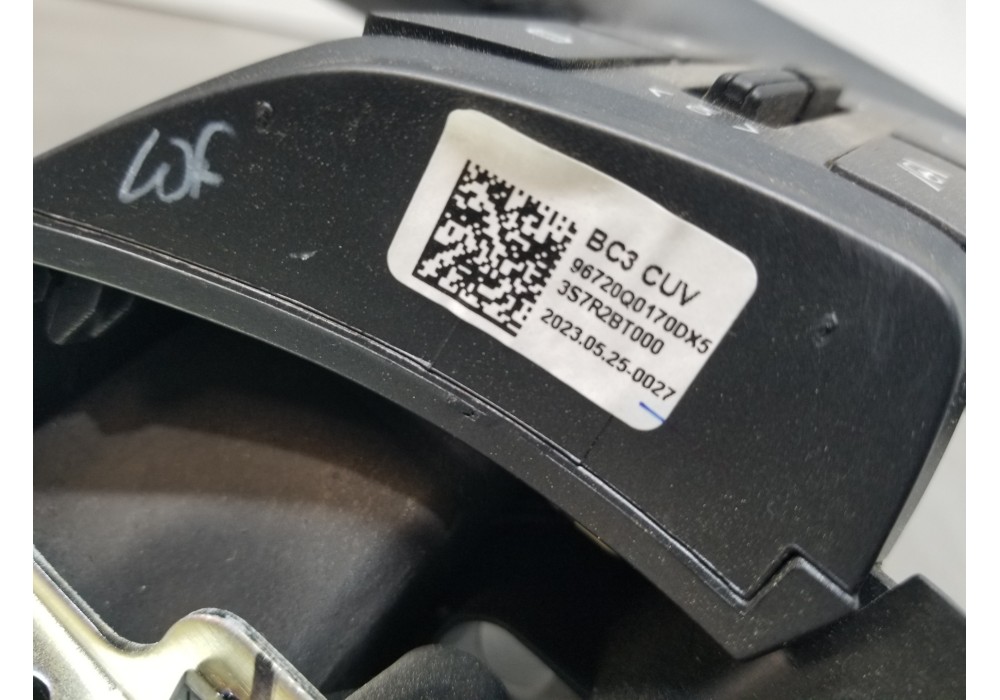 WF
BC3 CUV
96720Q0170DX5
3S7R2BT000
2023.05.25-0027